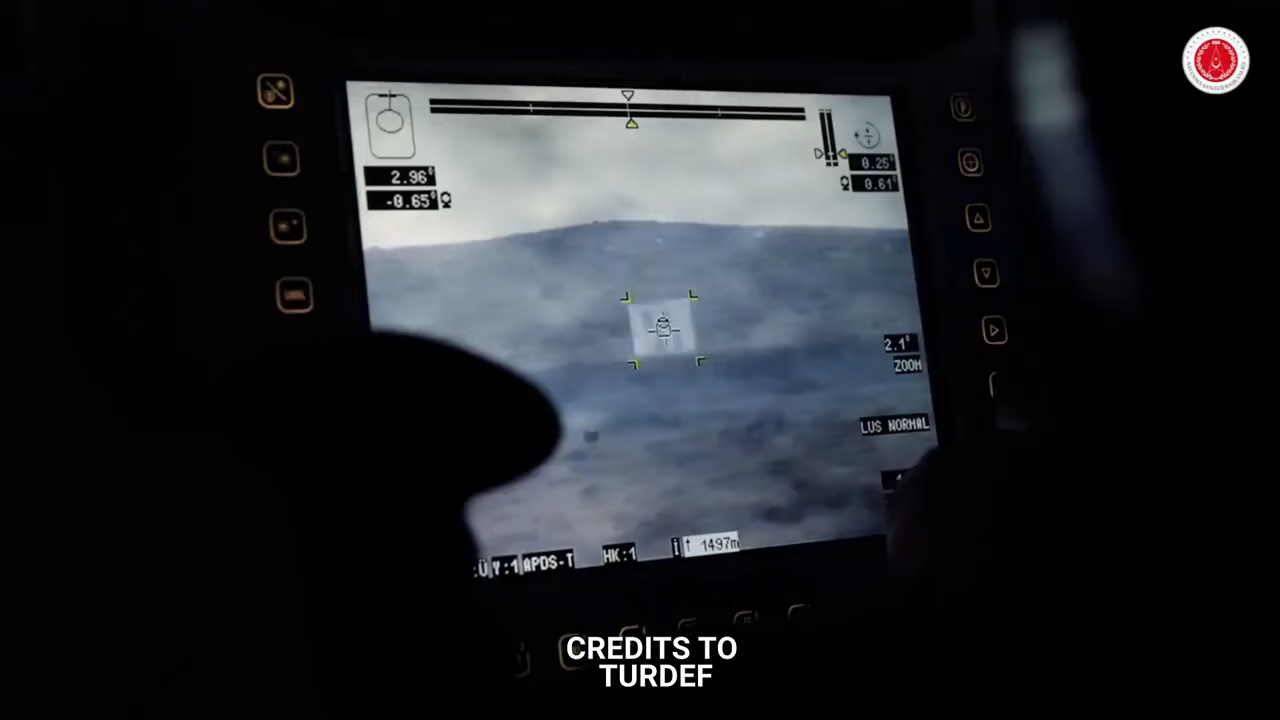 2.96°
-0.65°
0.25°
0.61°
2.1°
ZOOM
LUS NORMAL
Y:1 APDS-T
HK:1
↑ 1497m
CREDITS TO
TURDEF